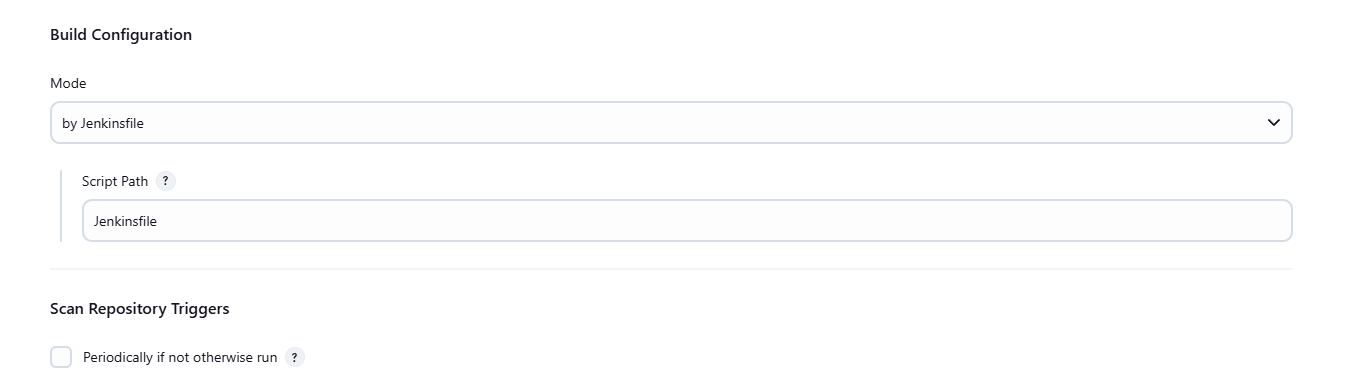 Build Configuration
Mode
by Jenkinsfile
Script Path ?
Jenkinsfile
Scan Repository Triggers
Periodically if not otherwise run ?